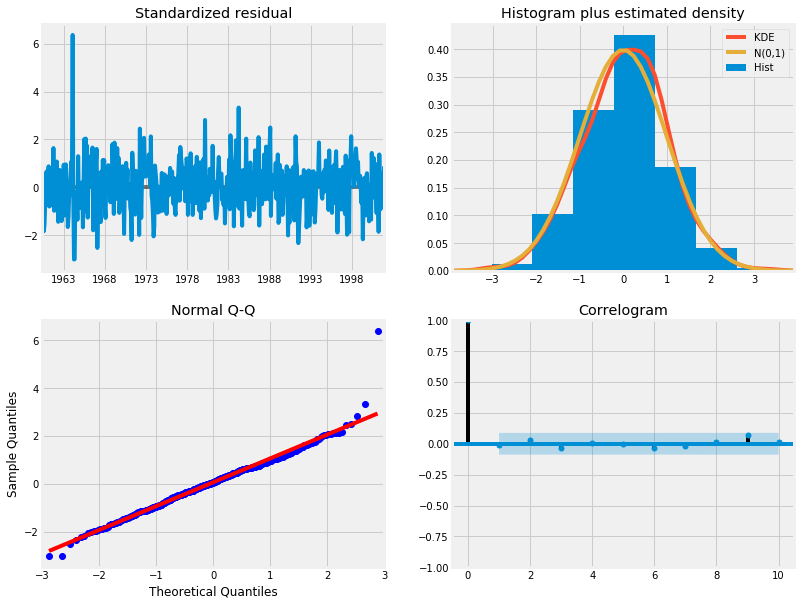 Standardized residual
6
4
2
0
−2
1963 1968 1973 1978 1983 1988 1993 1998
Histogram plus estimated density
KDE
N(0,1)
Hist
0.40
0.35
0.30
0.25
0.20
0.15
0.10
0.05
0.00
−3 −2 −1 0 1 2 3
Normal Q-Q
Sample Quantiles
6
4
2
0
−2
−3 −2 −1 0 1 2 3
Theoretical Quantiles
Correlogram
1.00
0.75
0.50
0.25
0.00
−0.25
−0.50
−0.75
−1.00
0 2 4 6 8 10